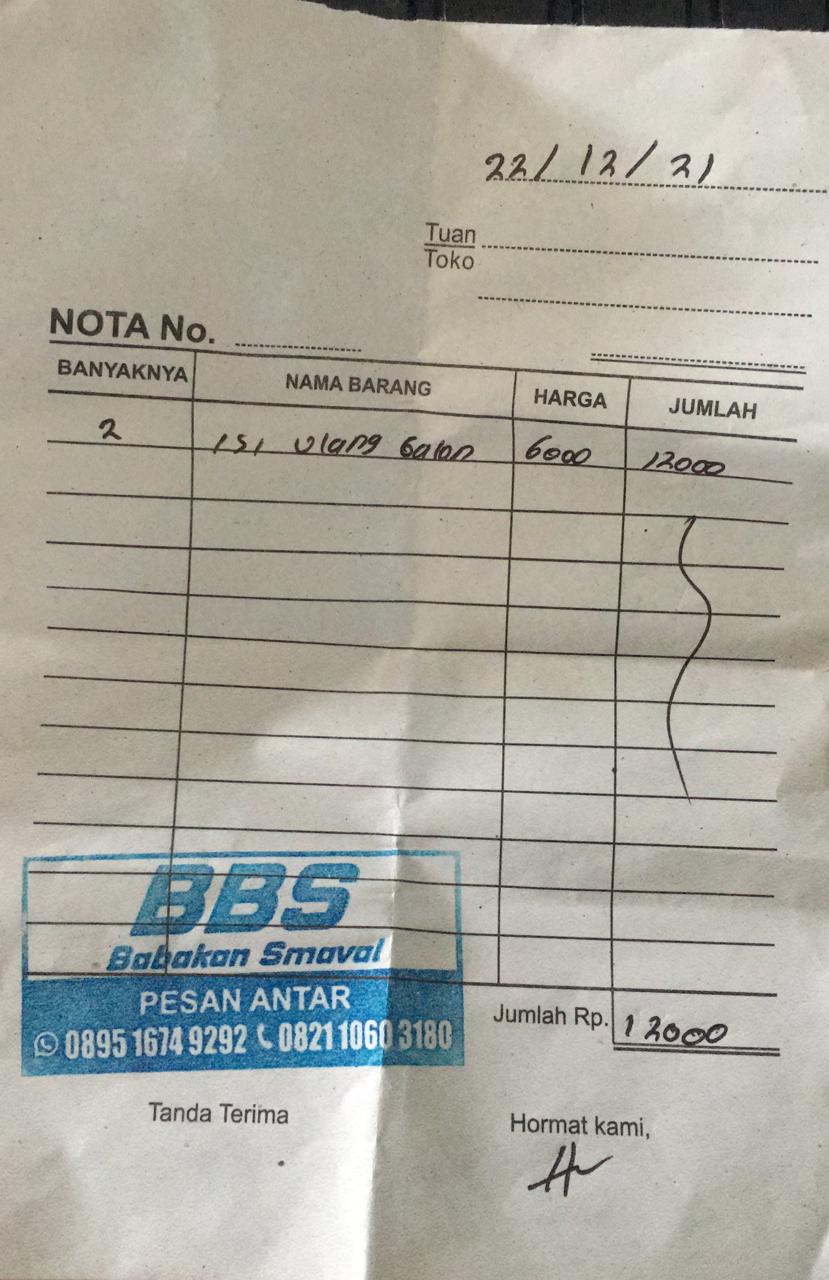 22/12/21
Tuan
Toko
NOTA No.
BANYAKNYA NAMA BARANG HARGA JUMLAH
2 isi ulang Galon 6000 12000
BBS
Babakan Smaval
PESAN ANTAR
0895 1674 9292 0821 1060 3180
Jumlah Rp. 12000
Tanda Terima Hormat kami,